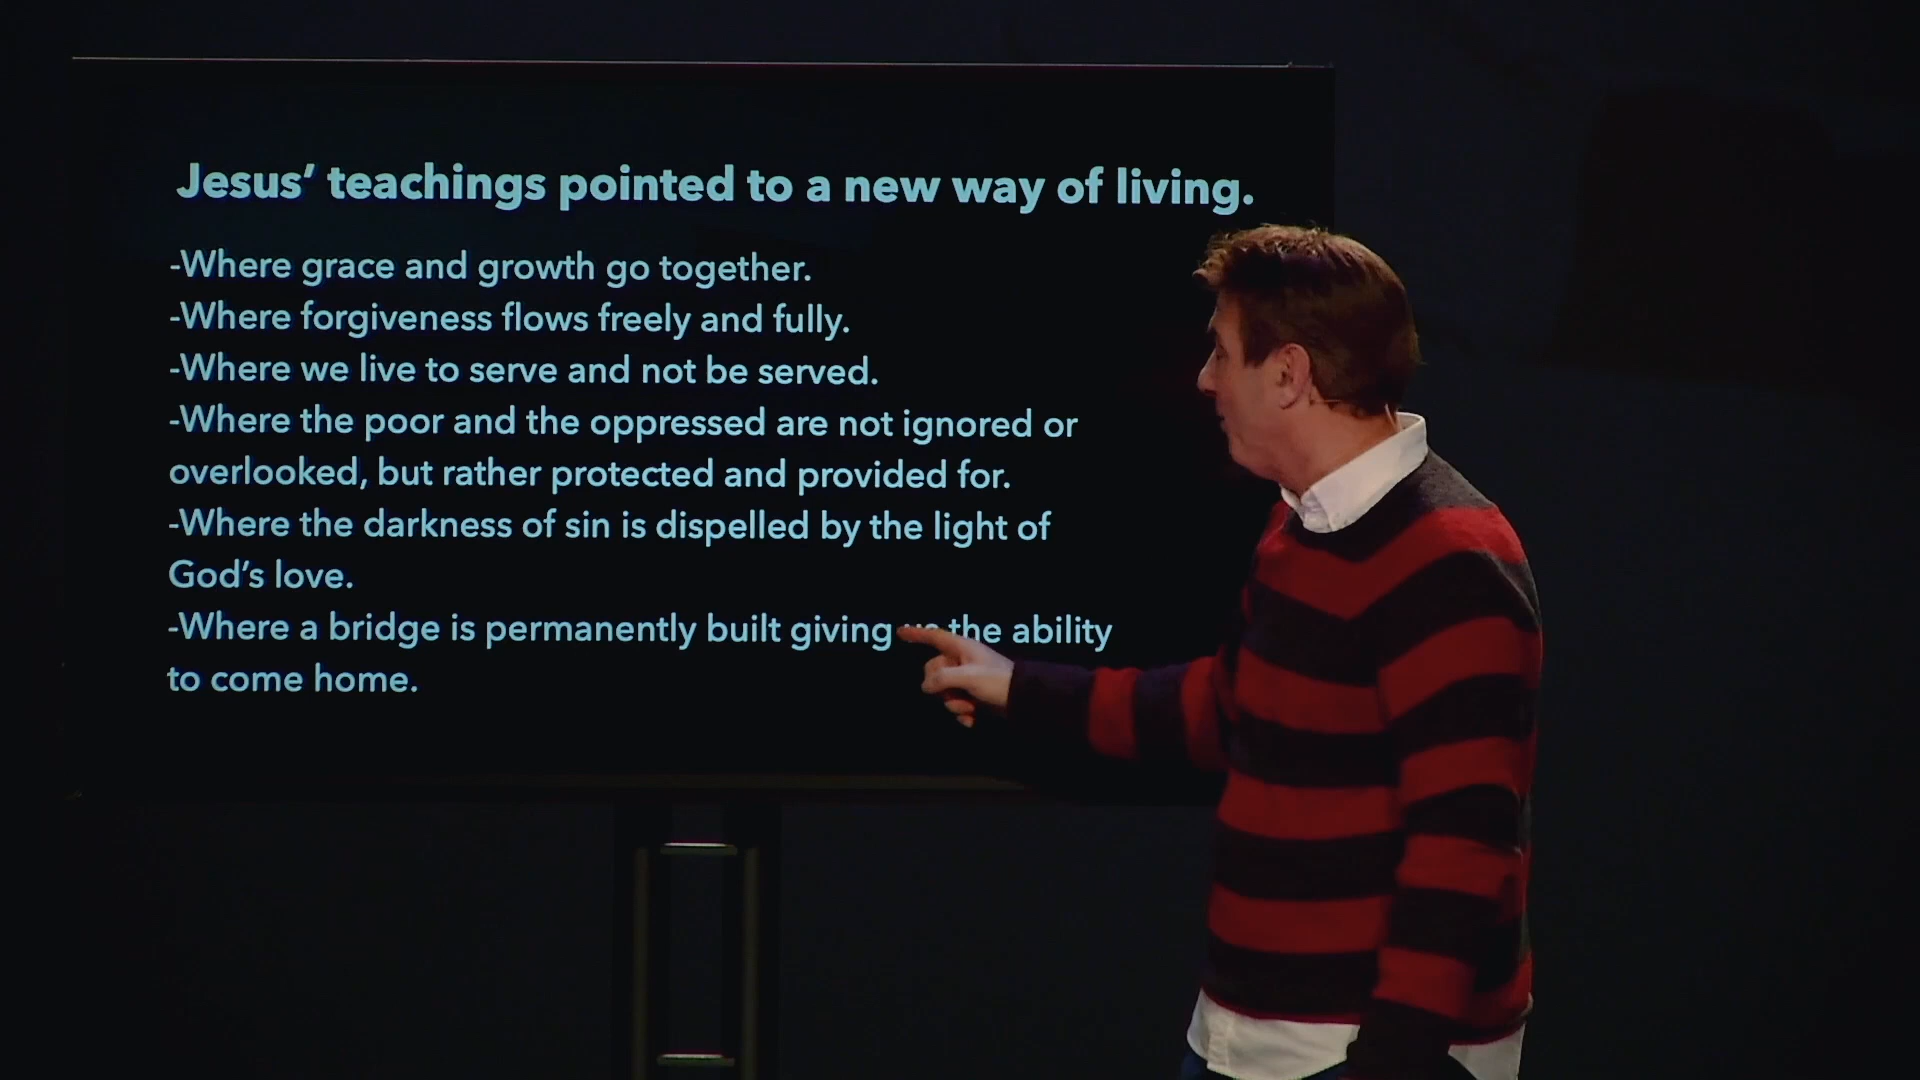 Jesus’ teachings pointed to a new way of living.
-Where grace and growth go together.
-Where forgiveness flows freely and fully.
-Where we live to serve and not be served.
-Where the poor and the oppressed are not ignored or
overlooked, but rather protected and provided for.
-Where the darkness of sin is dispelled by the light of
God’s love.
-Where a bridge is permanently built giving us the ability
to come home.